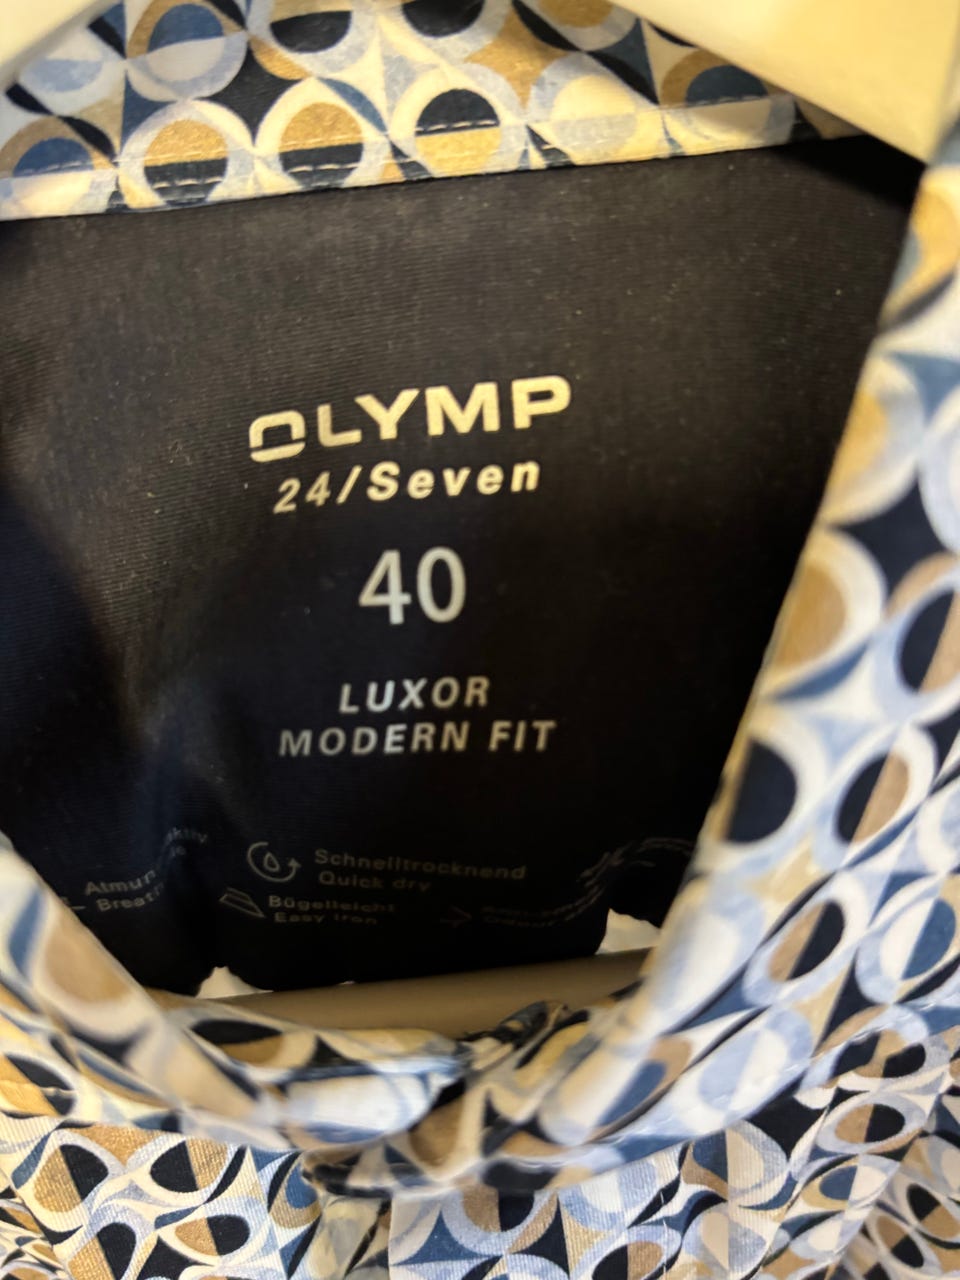 OLYMP
24/Seven
40
LUXOR
MODERN FIT
Schnelltrocknend
Quick dry
Bügelleicht
Easy iron